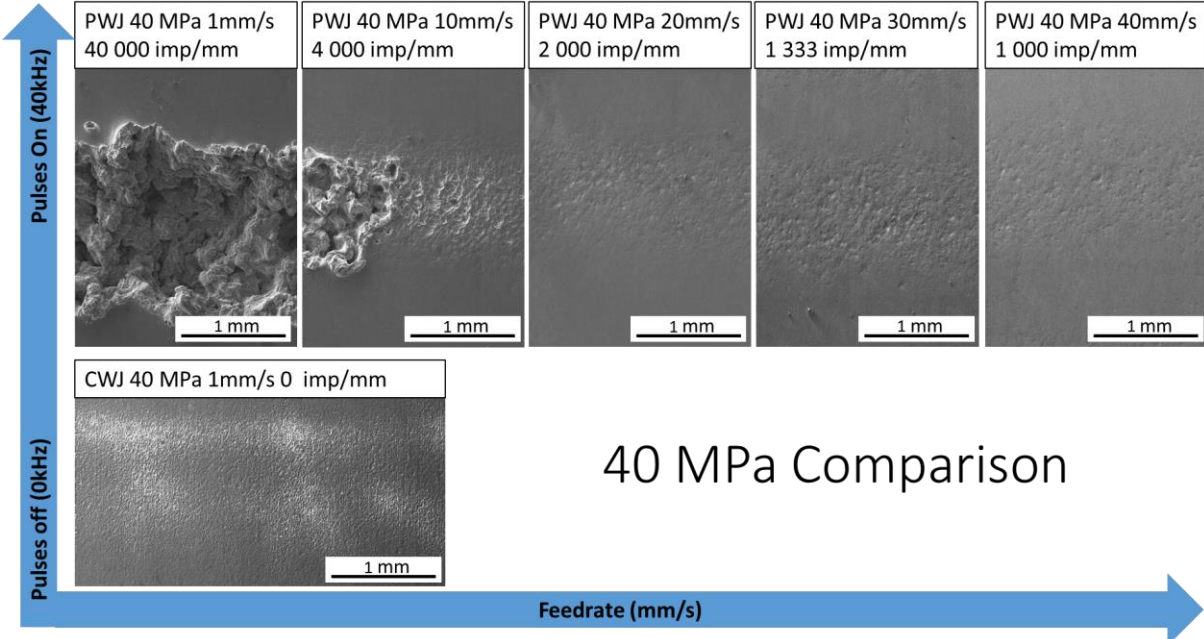 PWJ 40 MPa 1mm/s
40 000 imp/mm
PWJ 40 MPa 10mm/s
4 000 imp/mm
PWJ 40 MPa 20mm/s
2 000 imp/mm
PWJ 40 MPa 30mm/s
1 333 imp/mm
PWJ 40 MPa 40mm/s
1 000 imp/mm
Pulses On (40kHz)
1 mm
1 mm
1 mm
1 mm
1 mm
CWJ 40 MPa 1mm/s 0 imp/mm
40 MPa Comparison
Pulses off (0kHz)
1 mm
Feedrate (mm/s)